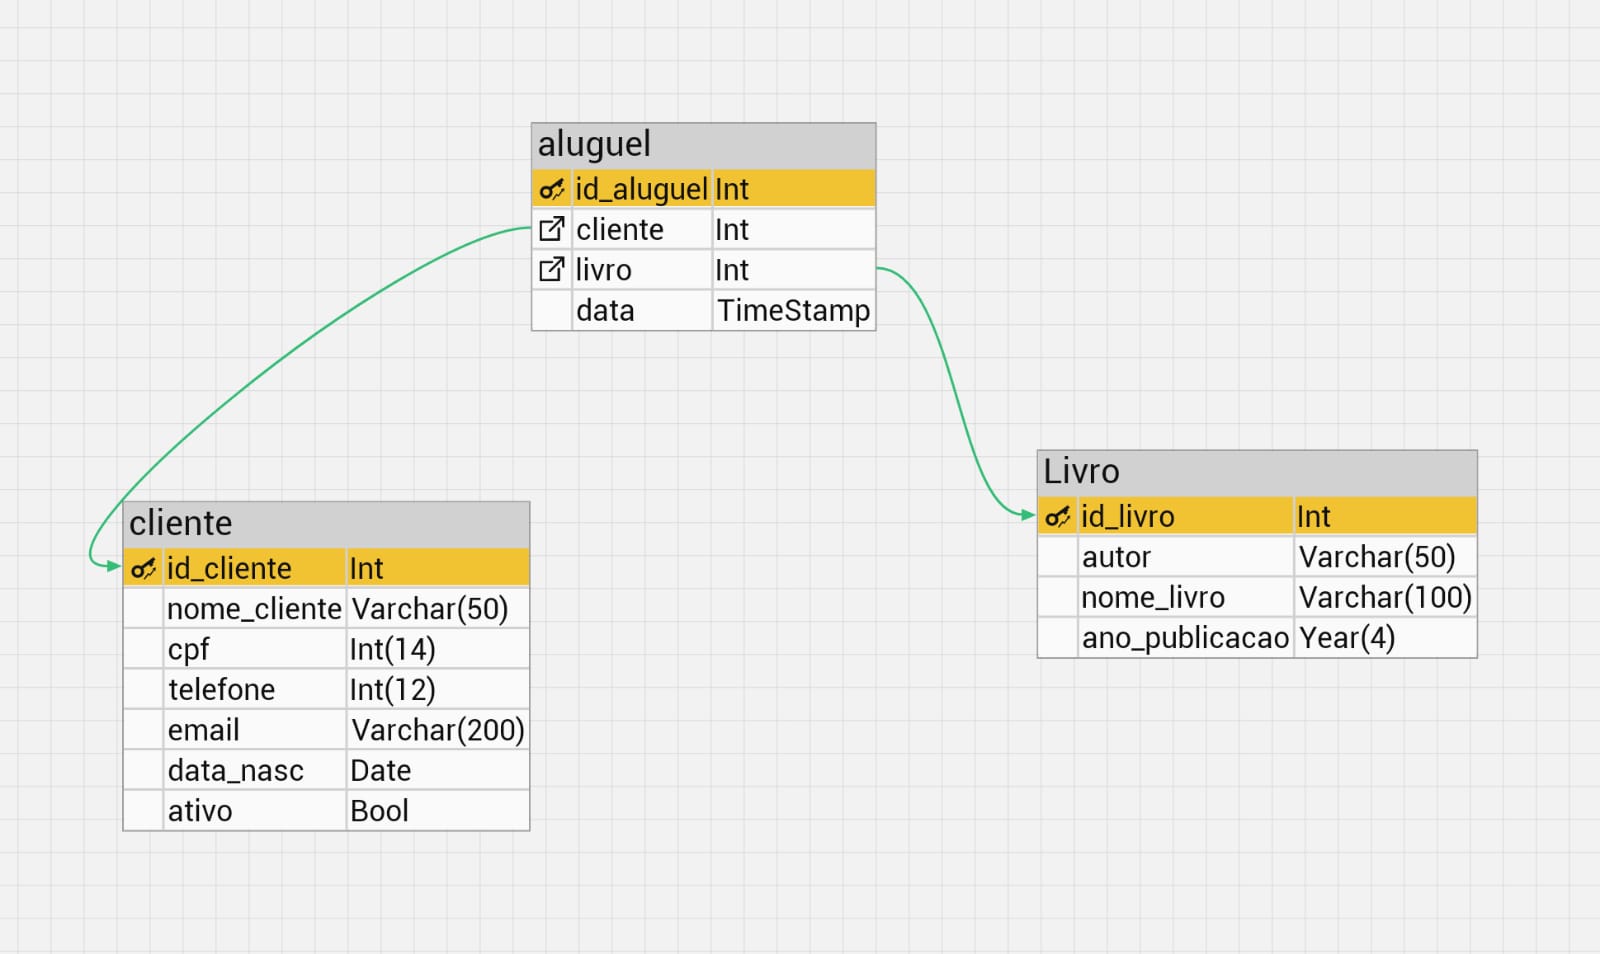 aluguel
id_aluguel Int
cliente Int
livro Int
data TimeStamp
cliente
id_cliente Int
nome_cliente Varchar(50)
cpf Int(14)
telefone Int(12)
email Varchar(200)
data_nasc Date
ativo Bool
Livro
id_livro Int
autor Varchar(50)
nome_livro Varchar(100)
ano_publicacao Year(4)